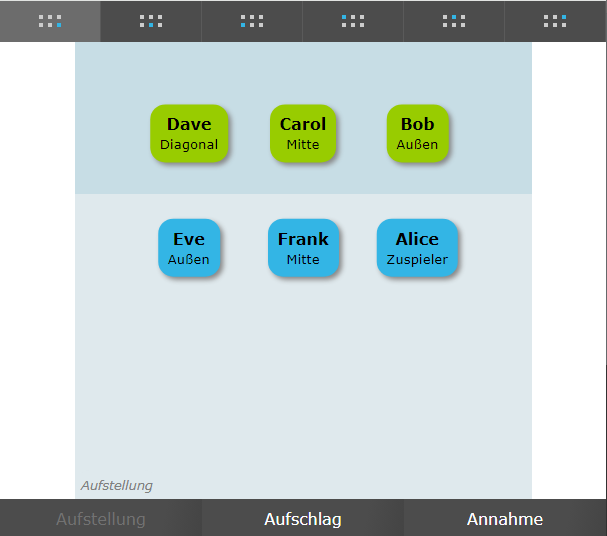 Dave
Diagonal
Carol
Mitte
Bob
Außen
Eve
Außen
Frank
Mitte
Alice
Zuspieler
Aufstellung
Aufstellung
Aufschlag
Annahme